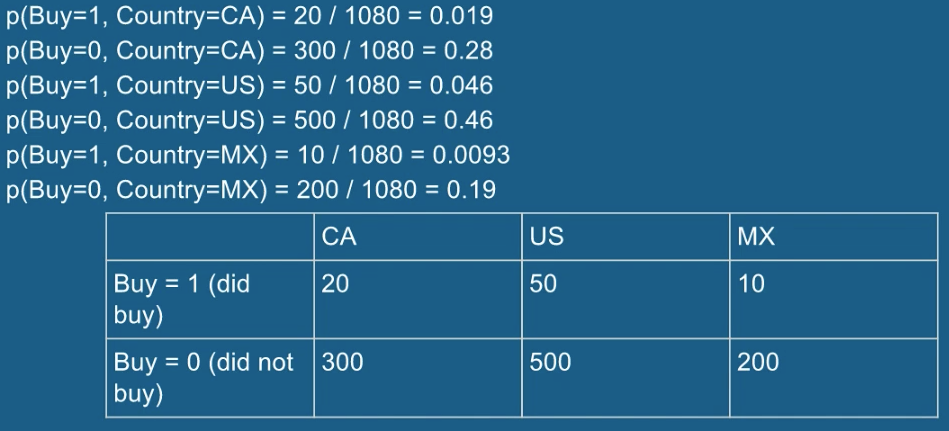 p(Buy=1, Country=CA) = 20 / 1080 = 0.019
p(Buy=0, Country=CA) = 300 / 1080 = 0.28
p(Buy=1, Country=US) = 50 / 1080 = 0.046
p(Buy=0, Country=US) = 500 / 1080 = 0.46
p(Buy=1, Country=MX) = 10 / 1080 = 0.0093
p(Buy=0, Country=MX) = 200 / 1080 = 0.19
CA US MX
Buy = 1 (did 20 50 10
buy)
Buy = 0 (did not 300 500 200
buy)